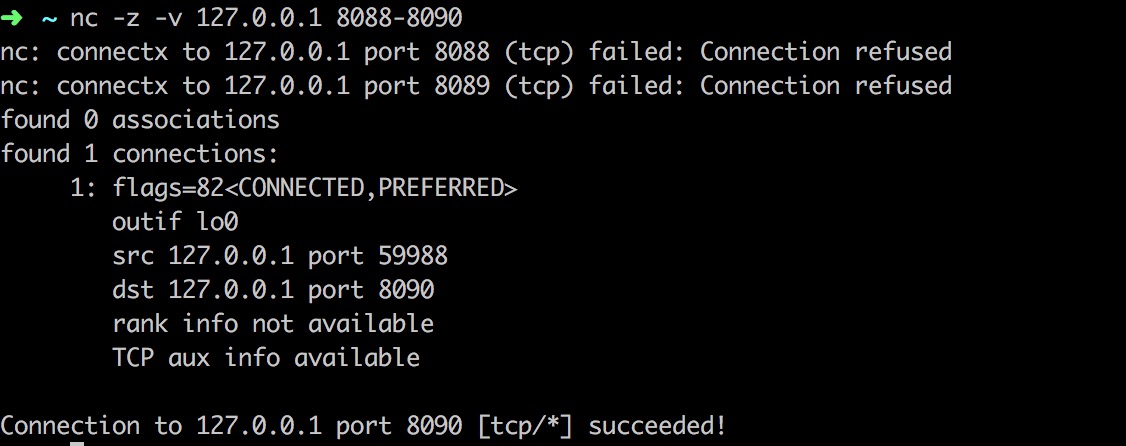 ➜ ~ nc -z -v 127.0.0.1 8088-8090
nc: connectx to 127.0.0.1 port 8088 (tcp) failed: Connection refused
nc: connectx to 127.0.0.1 port 8089 (tcp) failed: Connection refused
found 0 associations
found 1 connections:
     1: flags=82<CONNECTED,PREFERRED>
        outif lo0
        src 127.0.0.1 port 59988
        dst 127.0.0.1 port 8090
        rank info not available
        TCP aux info available

Connection to 127.0.0.1 port 8090 [tcp/*] succeeded!